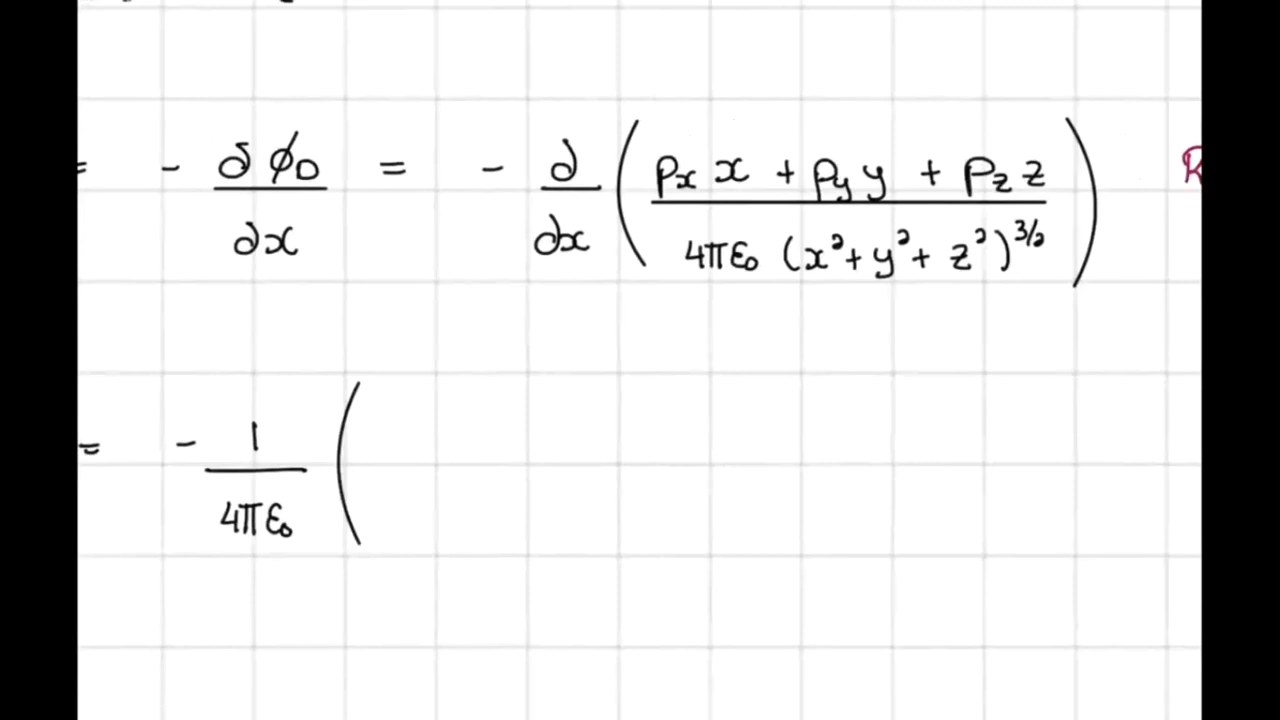 = - ∂ϕ_D/∂x = - ∂/∂x ( (p_x x + p_y y + p_z z) / (4πε₀ (x² + y² + z²)^(3/2)) ) R
= - 1/(4πε₀) (